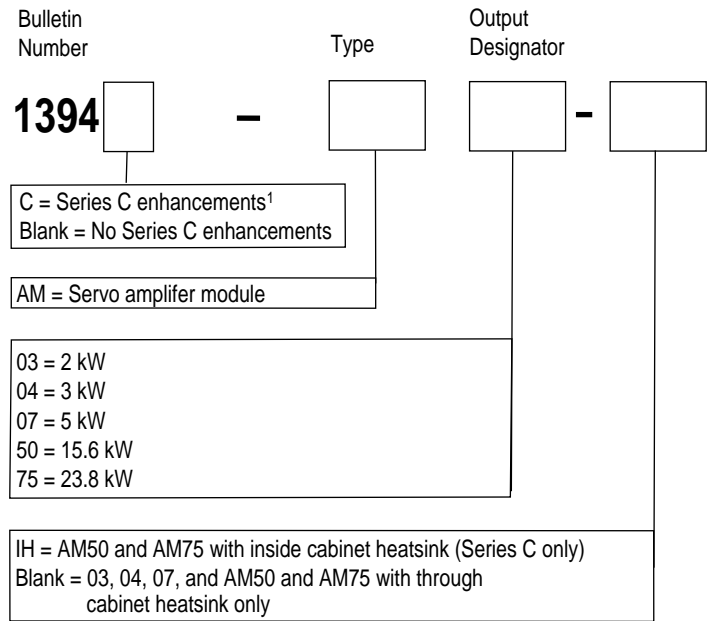 Bulletin
Number
Type
Output
Designator
1394 – –
C = Series C enhancements¹
Blank = No Series C enhancements
AM = Servo amplifer module
03 = 2 kW
04 = 3 kW
07 = 5 kW
50 = 15.6 kW
75 = 23.8 kW
IH = AM50 and AM75 with inside cabinet heatsink (Series C only)
Blank = 03, 04, 07, and AM50 and AM75 with through
cabinet heatsink only